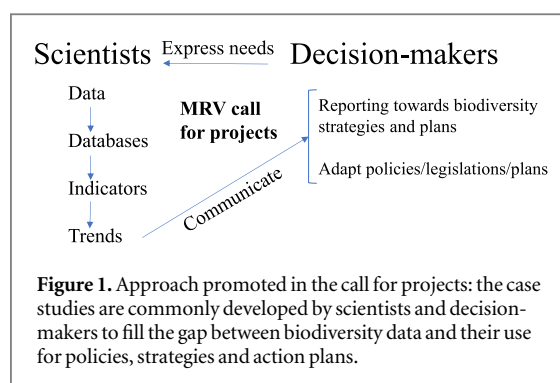 Scientists Express needs Decision-makers
Data
Databases
Indicators
Trends
MRV call
for projects
Communicate
Reporting towards biodiversity
strategies and plans
Adapt policies/legislations/plans
Figure 1. Approach promoted in the call for projects: the case
studies are commonly developed by scientists and decision-
makers to fill the gap between biodiversity data and their use
for policies, strategies and action plans.